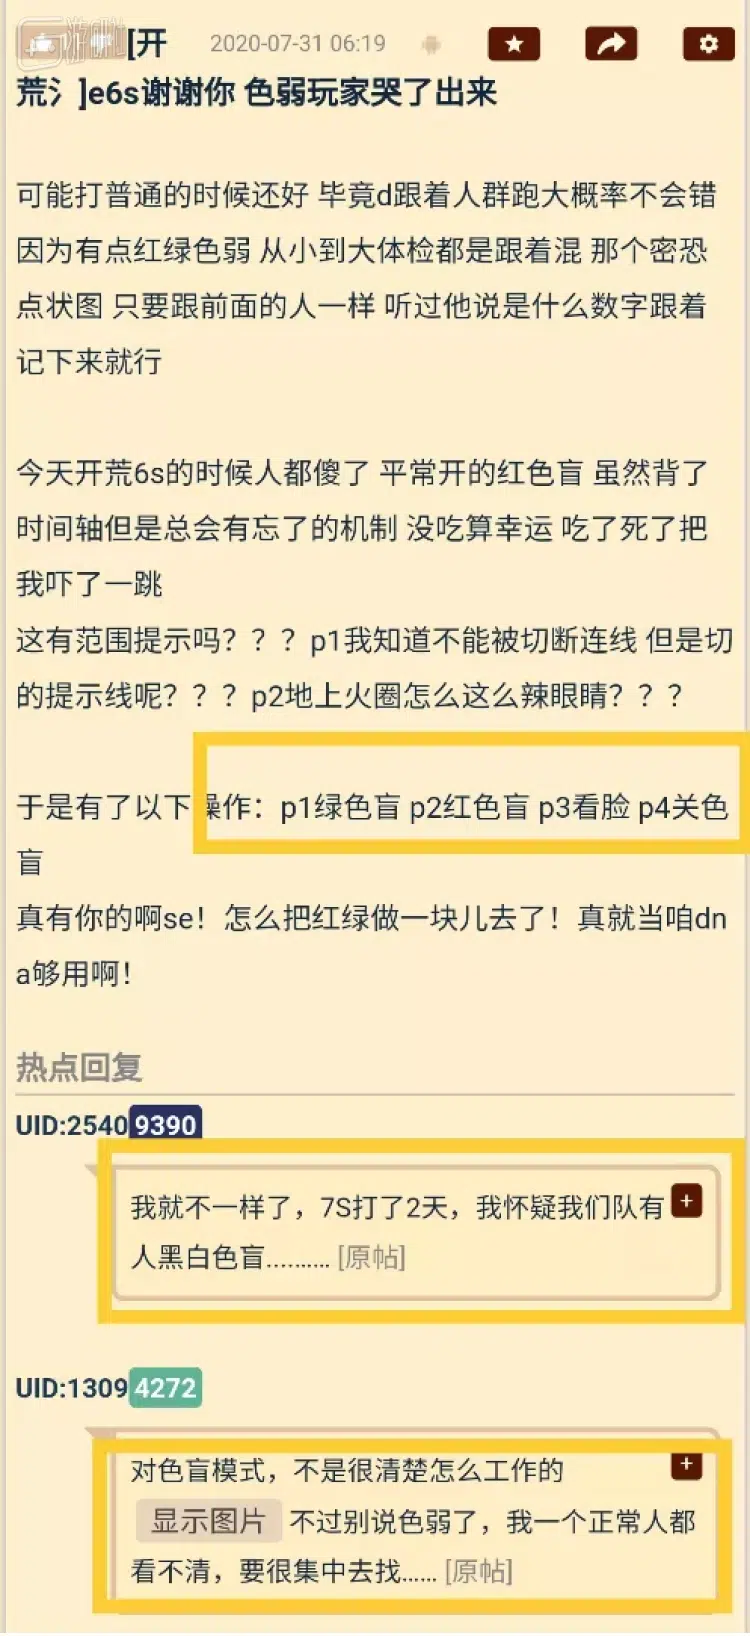 [开
2020-07-31 06:19
荒氵]e6s谢谢你 色弱玩家哭了出来
可能打普通的时候还好 毕竟d跟着人群跑大概率不会错
因为有点红绿色弱 从小到大体检都是跟着混 那个密恐
点状图 只要跟前面的人一样 听过他说是什么数字跟着
记下来就行
今天开荒6s的时候人都傻了 平常开的红色盲 虽然背了
时间轴但是总会有忘了的机制 没吃算幸运 吃了死了把
我吓了一跳
这有范围提示吗？？？p1我知道不能被切断连线 但是切
的提示线呢？？？p2地上火圈怎么这么辣眼睛？？？
于是有了以下操作：p1绿色盲 p2红色盲 p3看脸 p4关色
盲
真有你的啊se！怎么把红绿做一块儿去了！真就当咱dn
a够用啊！
热点回复
UID:25409390
我就不一样了，7S打了2天，我怀疑我们队有
人黑白色盲.......... [原帖]
UID:13094272
对色盲模式，不是很清楚怎么工作的
显示图片 不过别说色弱了，我一个正常人都
看不清，要很集中去找...... [原帖]